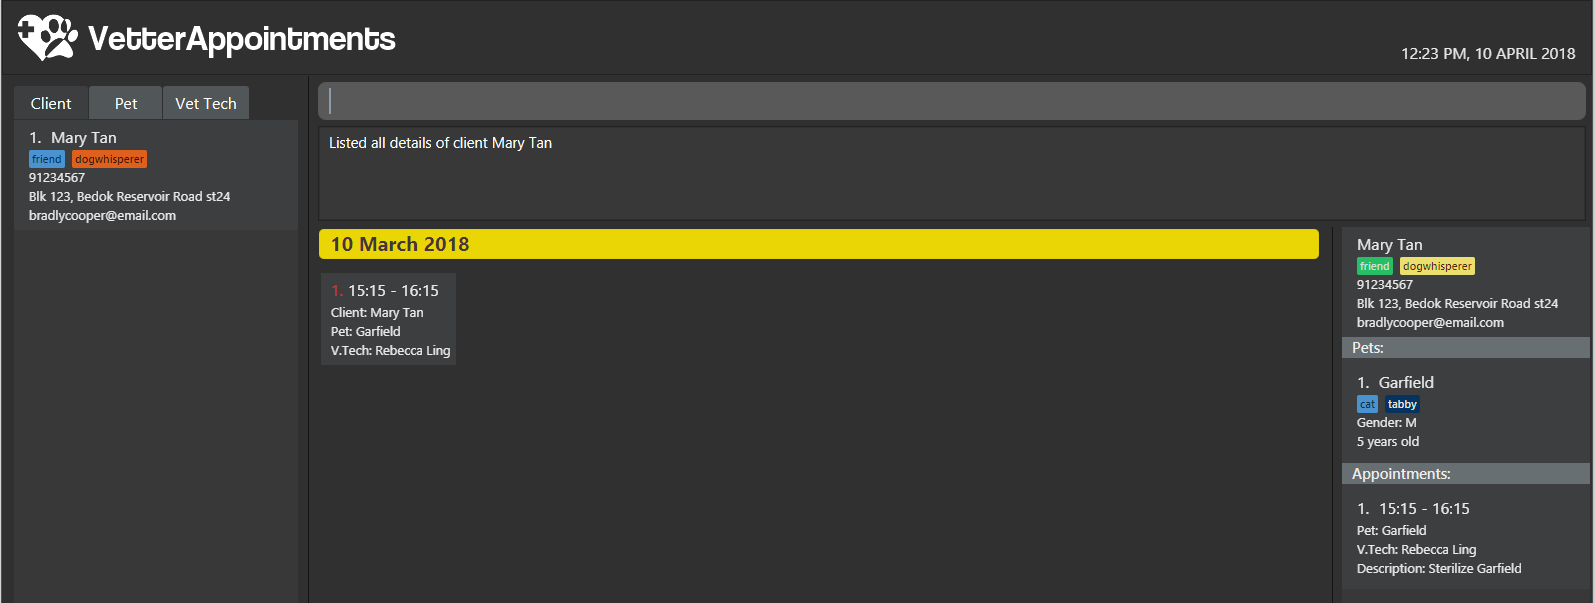 VetterAppointments
12:23 PM, 10 APRIL 2018
Client
Pet
Vet Tech
1. Mary Tan
friend dogwhisperer
91234567
Blk 123, Bedok Reservoir Road st24
bradlycooper@email.com
Listed all details of client Mary Tan
10 March 2018
1. 15:15 - 16:15
Client: Mary Tan
Pet: Garfield
V.Tech: Rebecca Ling
Mary Tan
friend dogwhisperer
91234567
Blk 123, Bedok Reservoir Road st24
bradlycooper@email.com
Pets:
1. Garfield
cat tabby
Gender: M
5 years old
Appointments:
1. 15:15 - 16:15
Pet: Garfield
V.Tech: Rebecca Ling
Description: Sterilize Garfield